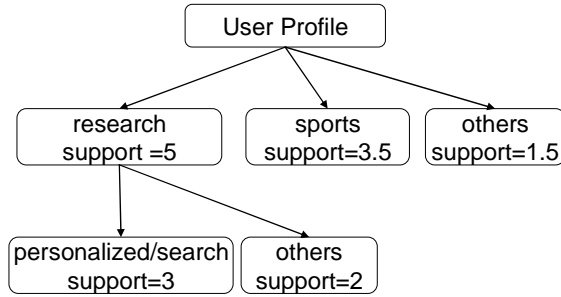 User Profile
research
support =5
sports
support=3.5
others
support=1.5
personalized/search
support=3
others
support=2